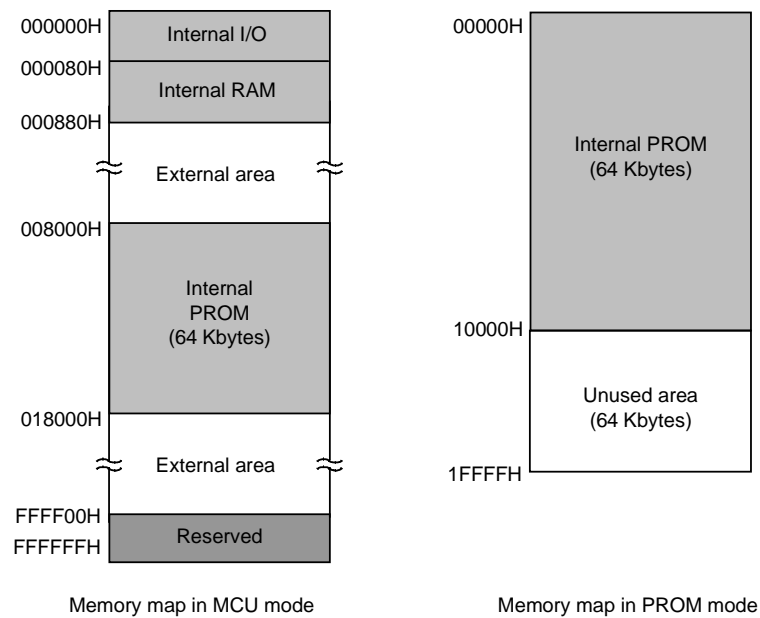 000000H
Internal I/O
000080H
Internal RAM
000880H
External area
008000H
Internal
PROM
(64 Kbytes)
018000H
External area
FFFF00H
Reserved
FFFFFFH
Memory map in MCU mode
00000H
Internal PROM
(64 Kbytes)
10000H
Unused area
(64 Kbytes)
1FFFFH
Memory map in PROM mode